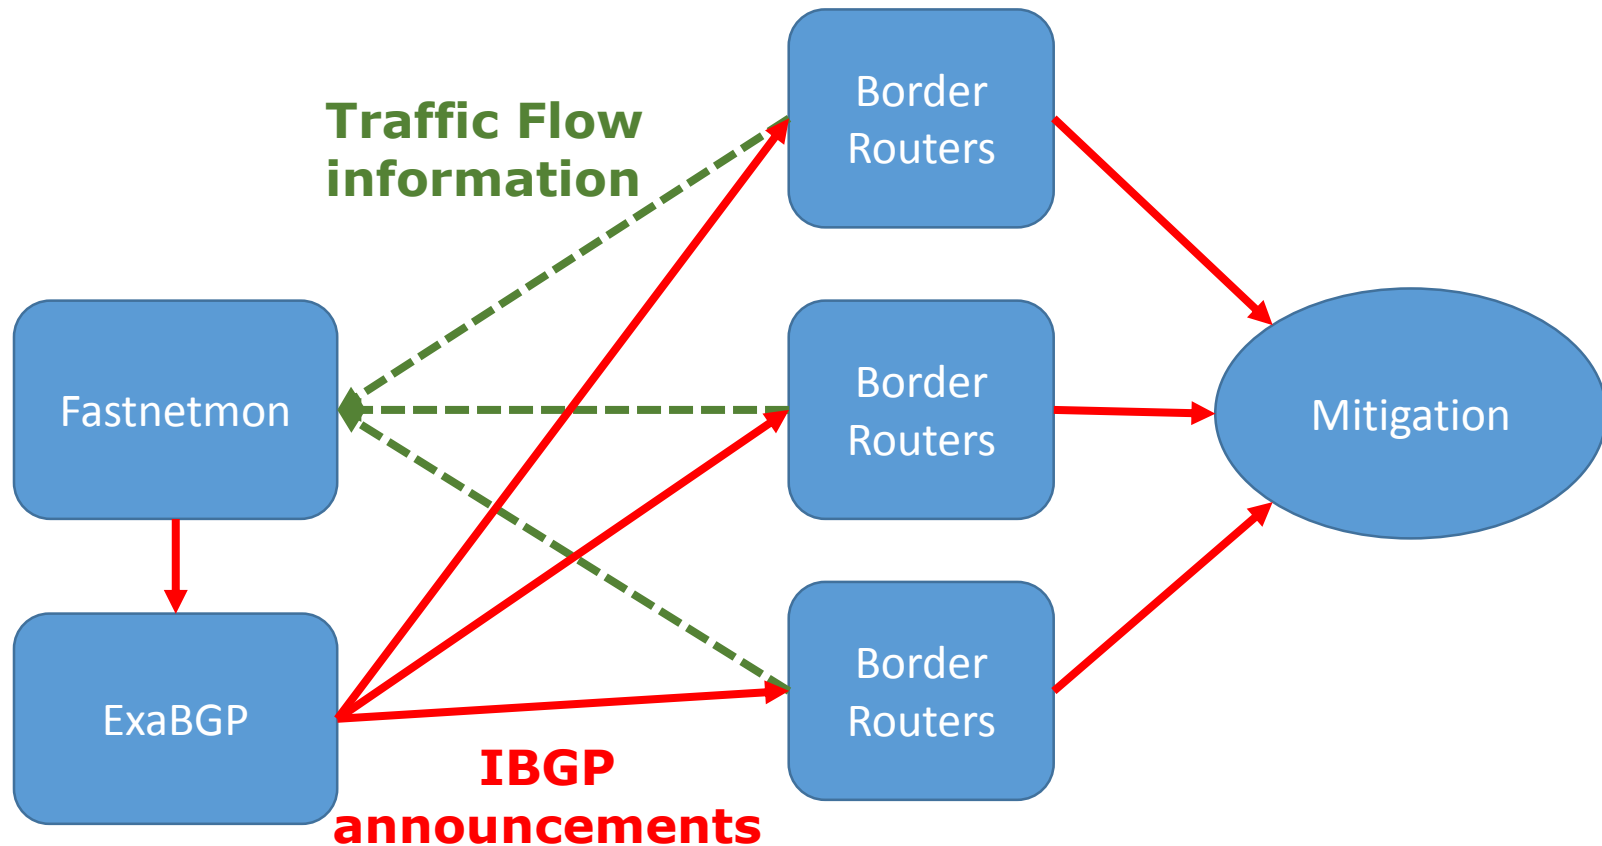 Traffic Flow
information
Border
Routers
Fastnetmon
Border
Routers
Mitigation
ExaBGP
Border
Routers
IBGP
announcements